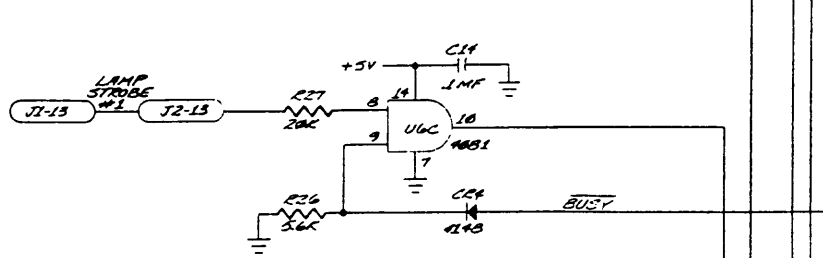 +5V
C14
.1MF
LAMP
STROBE
#1
J1-13
J2-13
R27
20K
8
14
9
U6C
10
4081
7
R26
5.6K
CR4
4148
BUSY